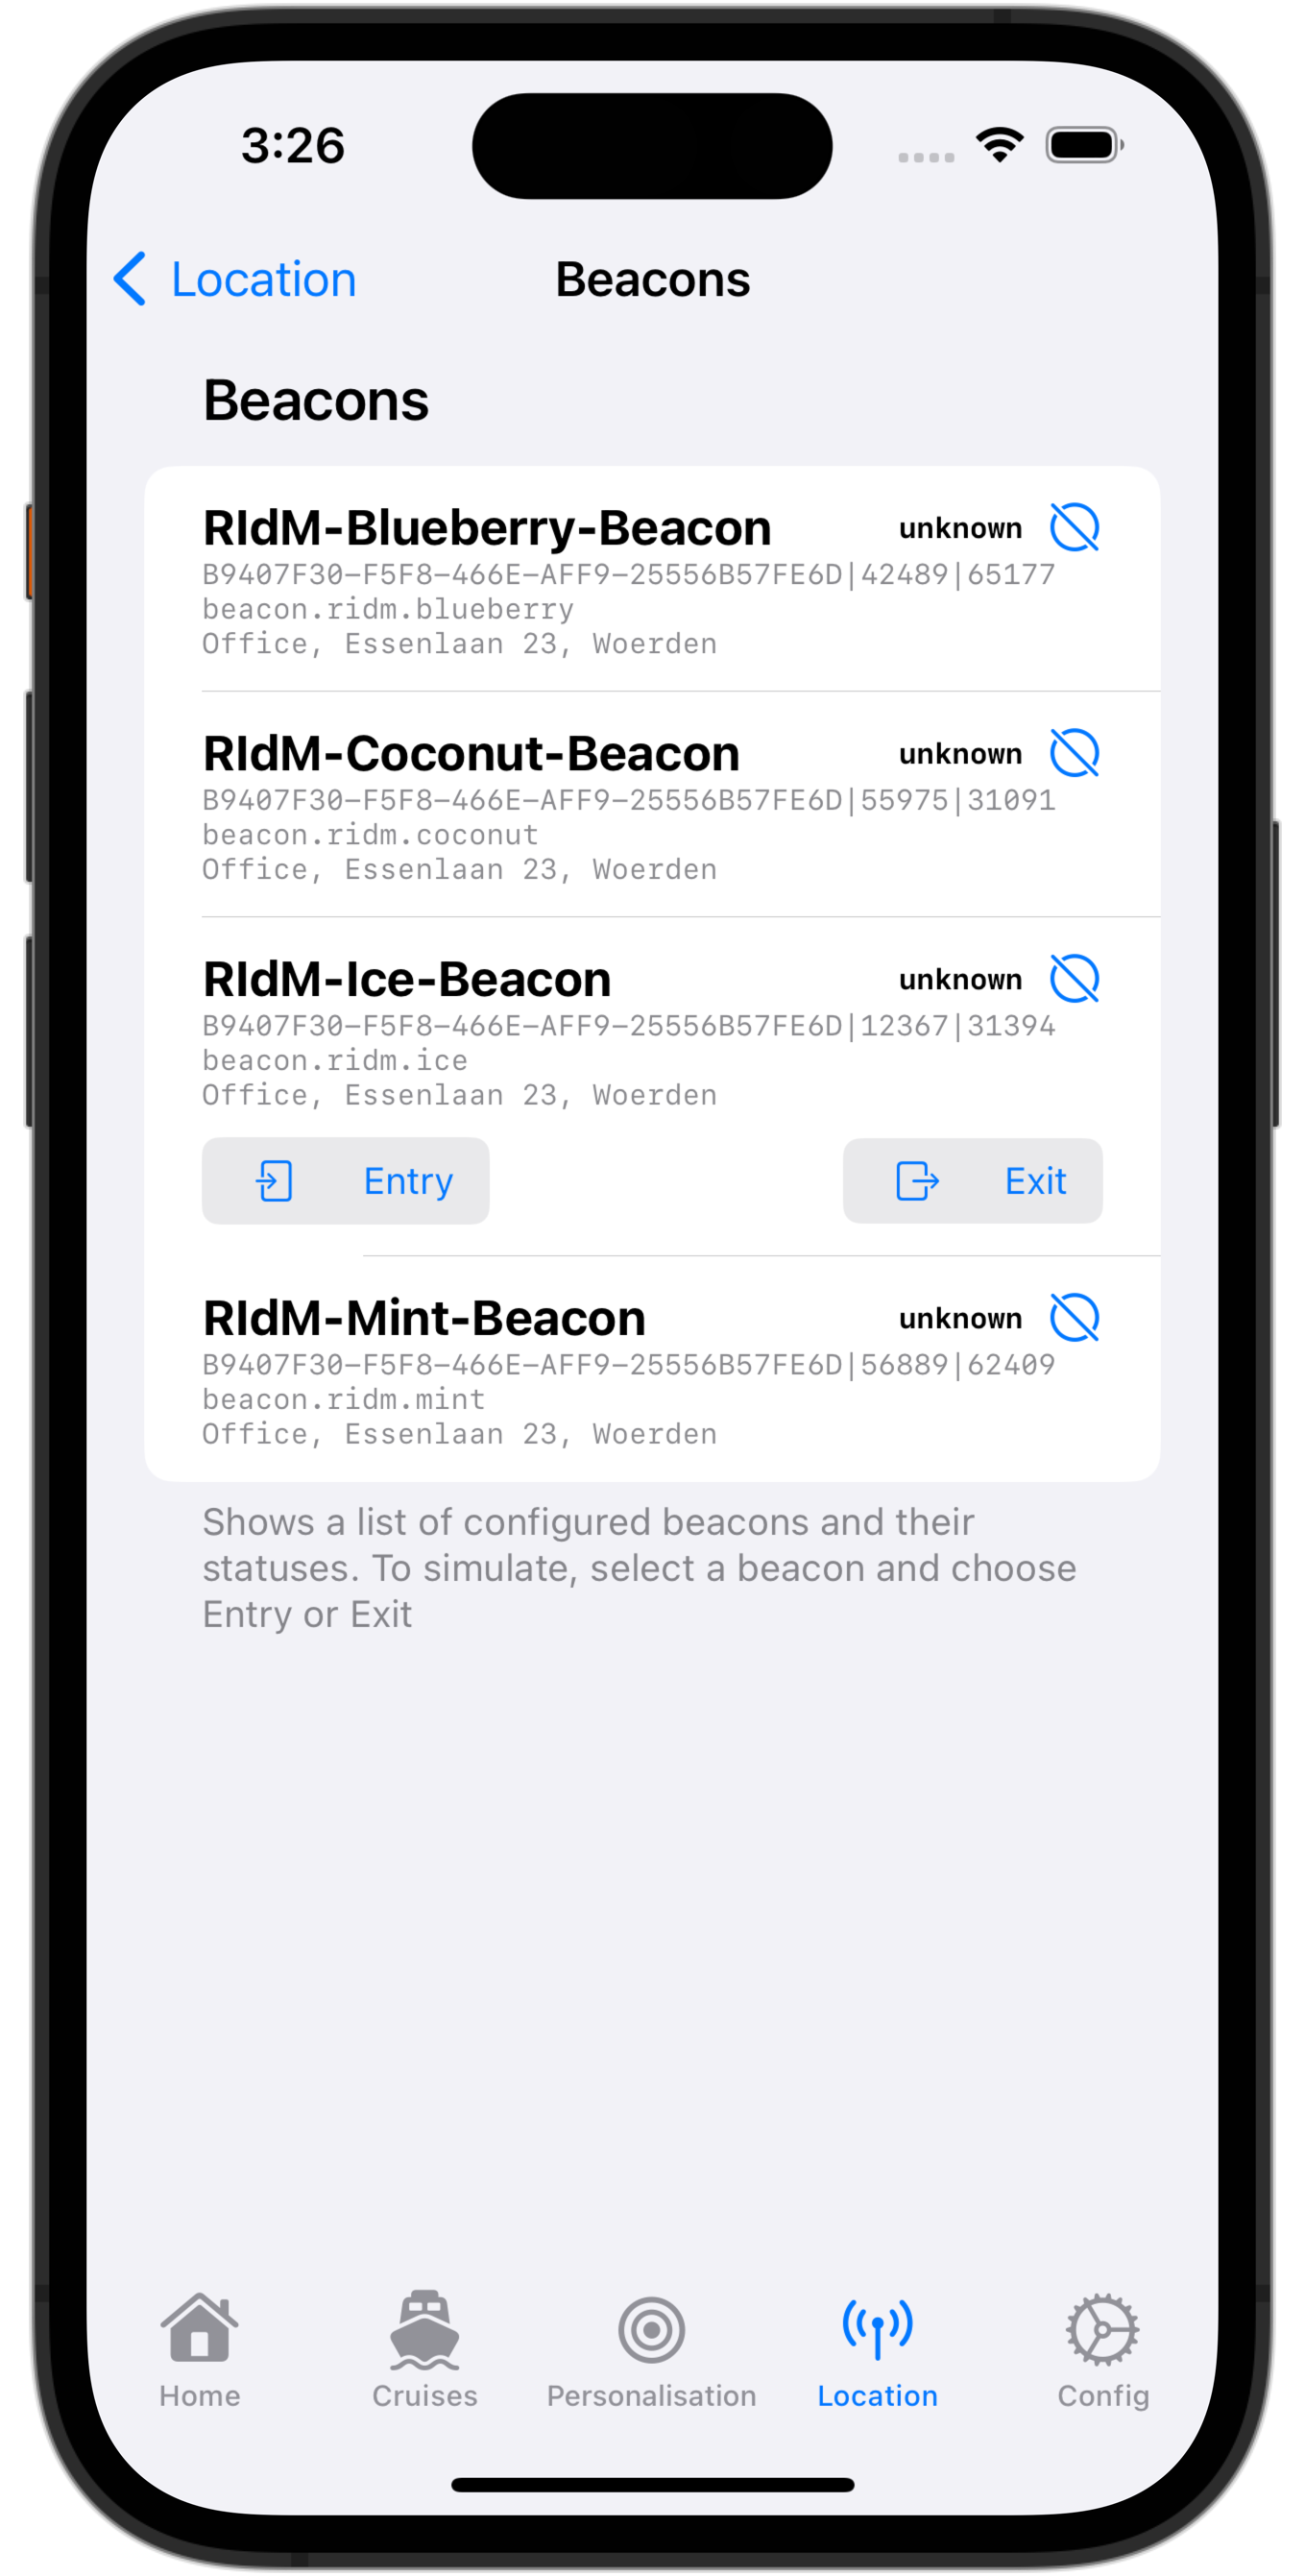 3:26
Location Beacons
Beacons
RIdM-Blueberry-Beacon unknown
B9407F30-F5F8-466E-AFF9-25556B57FE6D|42489|65177
beacon.ridm.blueberry
Office, Essenlaan 23, Woerden
RIdM-Coconut-Beacon unknown
B9407F30-F5F8-466E-AFF9-25556B57FE6D|55975|31091
beacon.ridm.coconut
Office, Essenlaan 23, Woerden
RIdM-Ice-Beacon unknown
B9407F30-F5F8-466E-AFF9-25556B57FE6D|12367|31394
beacon.ridm.ice
Office, Essenlaan 23, Woerden
Entry Exit
RIdM-Mint-Beacon unknown
B9407F30-F5F8-466E-AFF9-25556B57FE6D|56889|62409
beacon.ridm.mint
Office, Essenlaan 23, Woerden
Shows a list of configured beacons and their
statuses. To simulate, select a beacon and choose
Entry or Exit
Home Cruises Personalisation Location Config